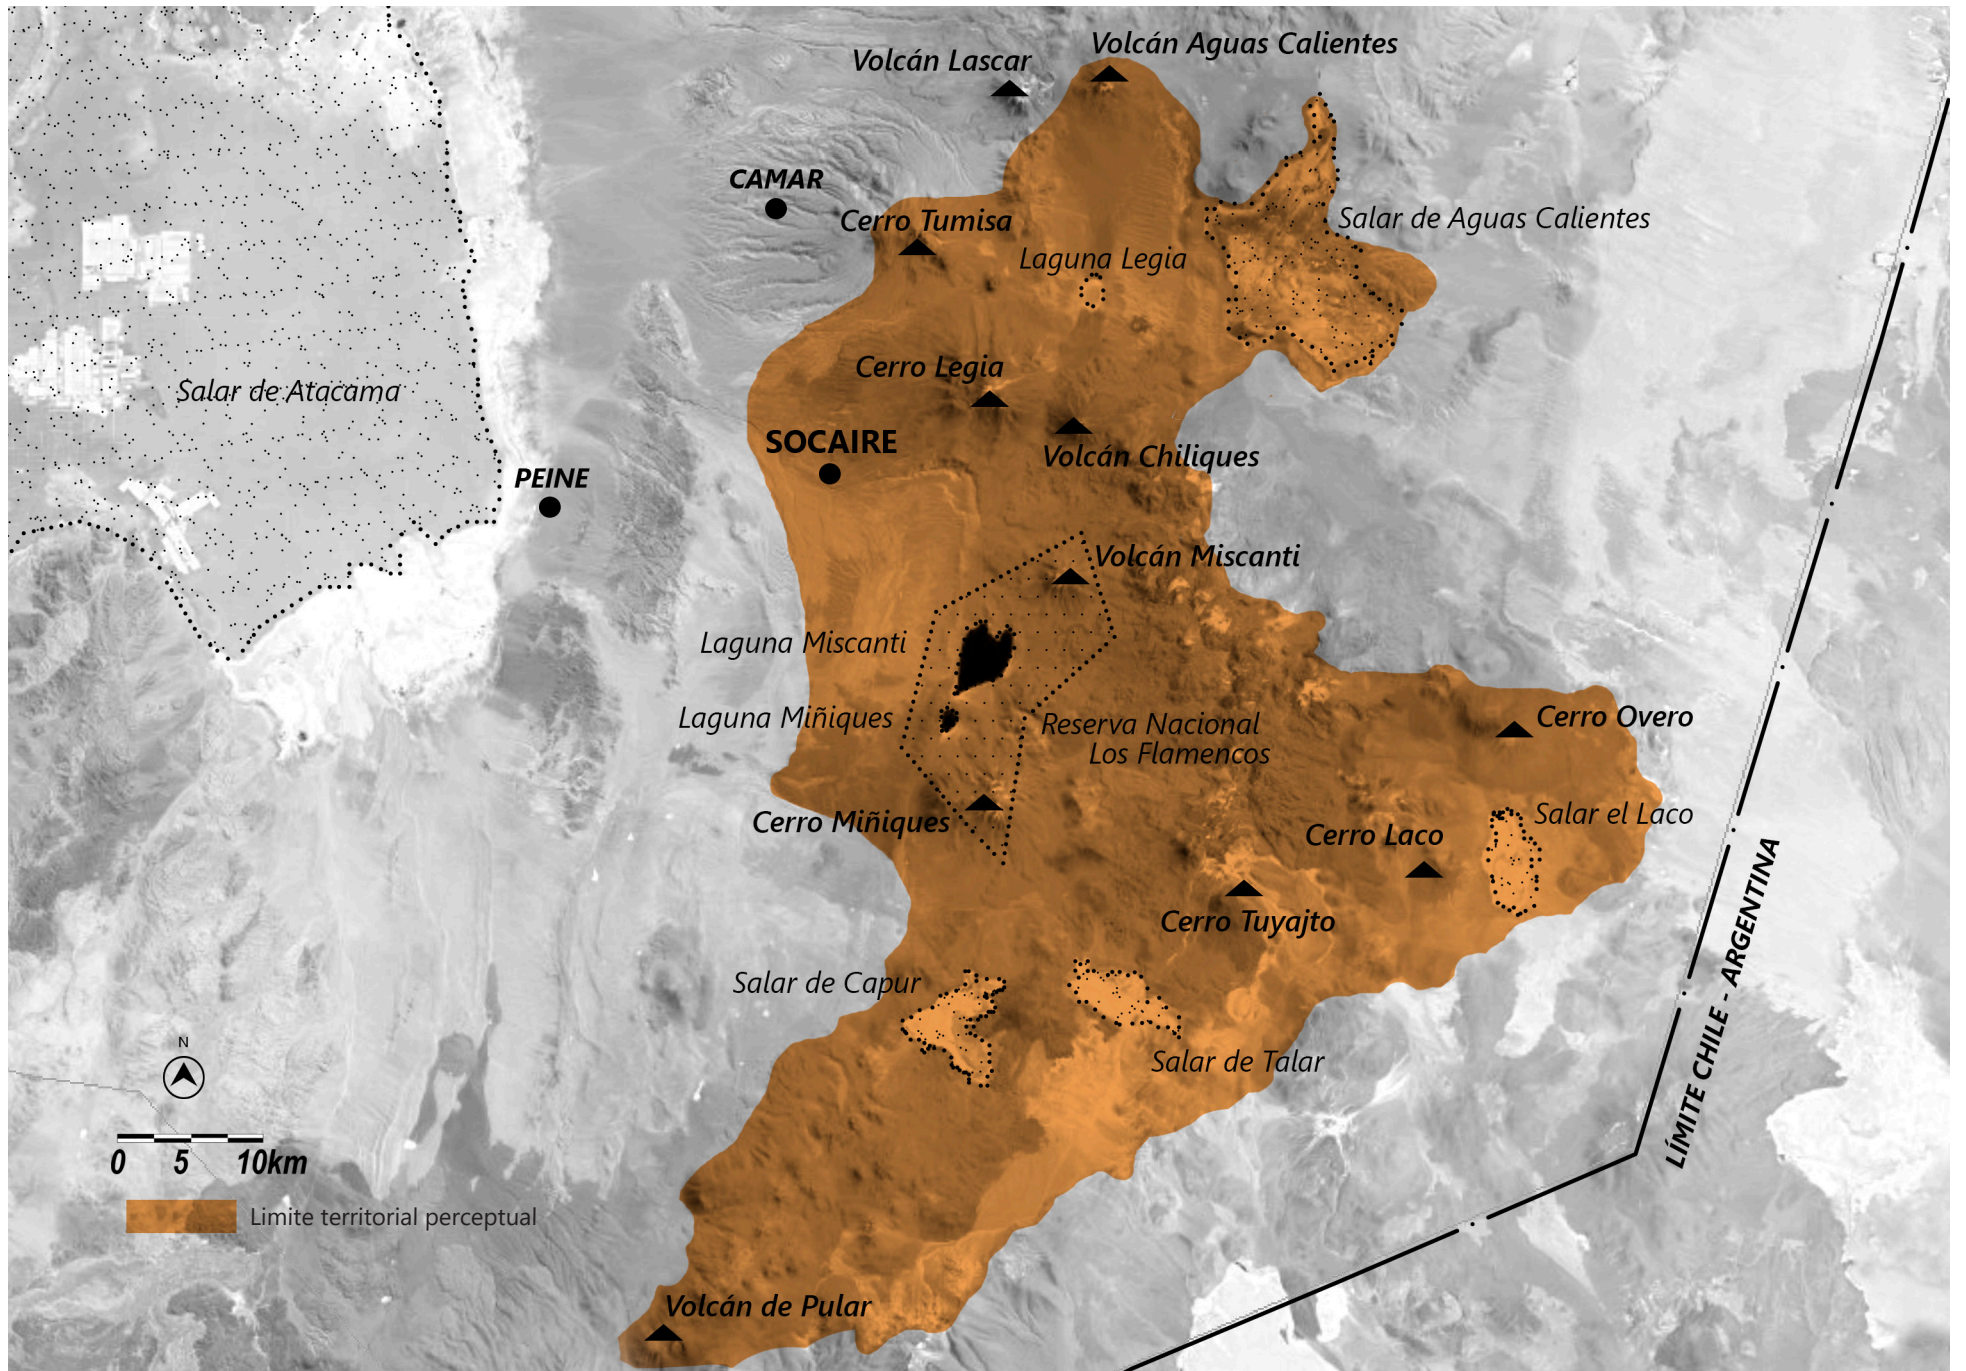 Volcán Aguas Calientes
Volcán Lascar
CAMAR
Cerro Tumisa
Salar de Aguas Calientes
Laguna Legia
Cerro Legia
Salar de Atacama
SOCAIRE
Volcán Chiliques
PEINE
Volcán Miscanti
Laguna Miscanti
Laguna Miñiques
Reserva Nacional
Los Flamencos
Cerro Overo
Salar el Laco
Cerro Miñiques
Cerro Laco
Cerro Tuyajto
LÍMITE CHILE - ARGENTINA
Salar de Capur
Salar de Talar
N
0 5 10km
Limite territorial perceptual
Volcán de Pular